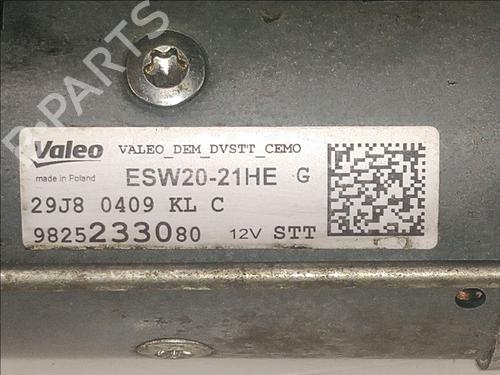 B-PARTS
Valeo VALEO_DEM_DVSTT_CEMO
made in Poland ESW20-21HE G
29J8 0409 KL C
9825233080 12V STT